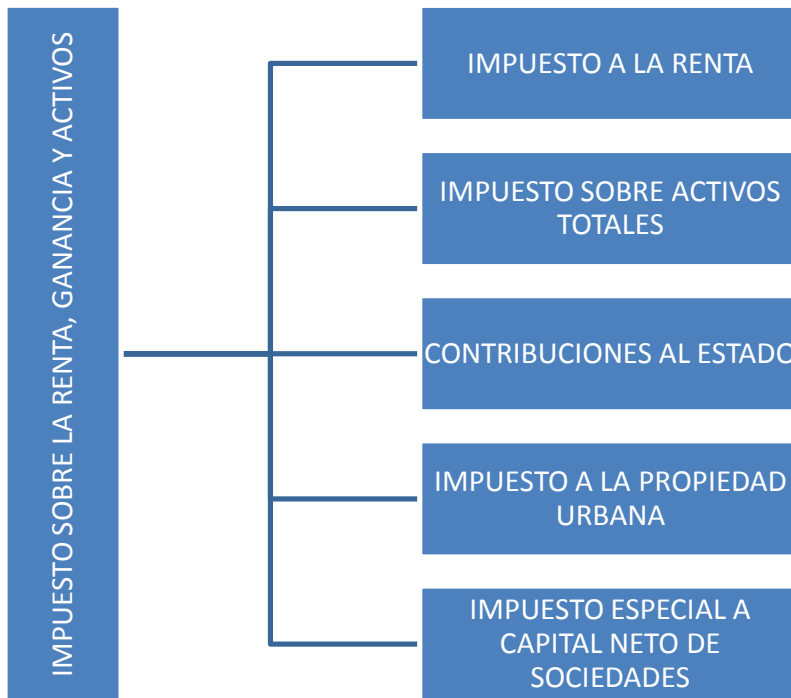 IMPUESTO SOBRE LA RENTA, GANANCIA Y ACTIVOS
IMPUESTO A LA RENTA
IMPUESTO SOBRE ACTIVOS
TOTALES
CONTRIBUCIONES AL ESTADO
IMPUESTO A LA PROPIEDAD
URBANA
IMPUESTO ESPECIAL A
CAPITAL NETO DE
SOCIEDADES